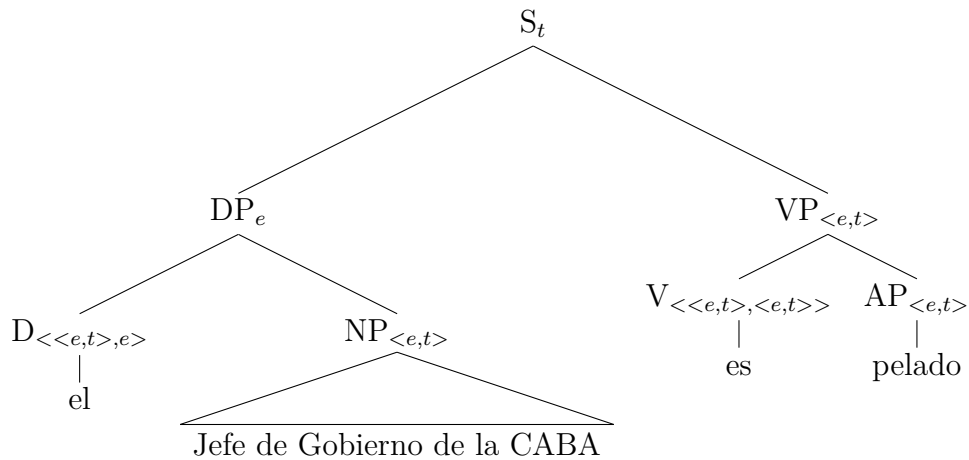 S_t
DP_e VP_{<e,t>}
D_{<<e,t>,e>} NP_{<e,t>} V_{<<e,t>,<e,t>>} AP_{<e,t>}
el es pelado
Jefe de Gobierno de la CABA